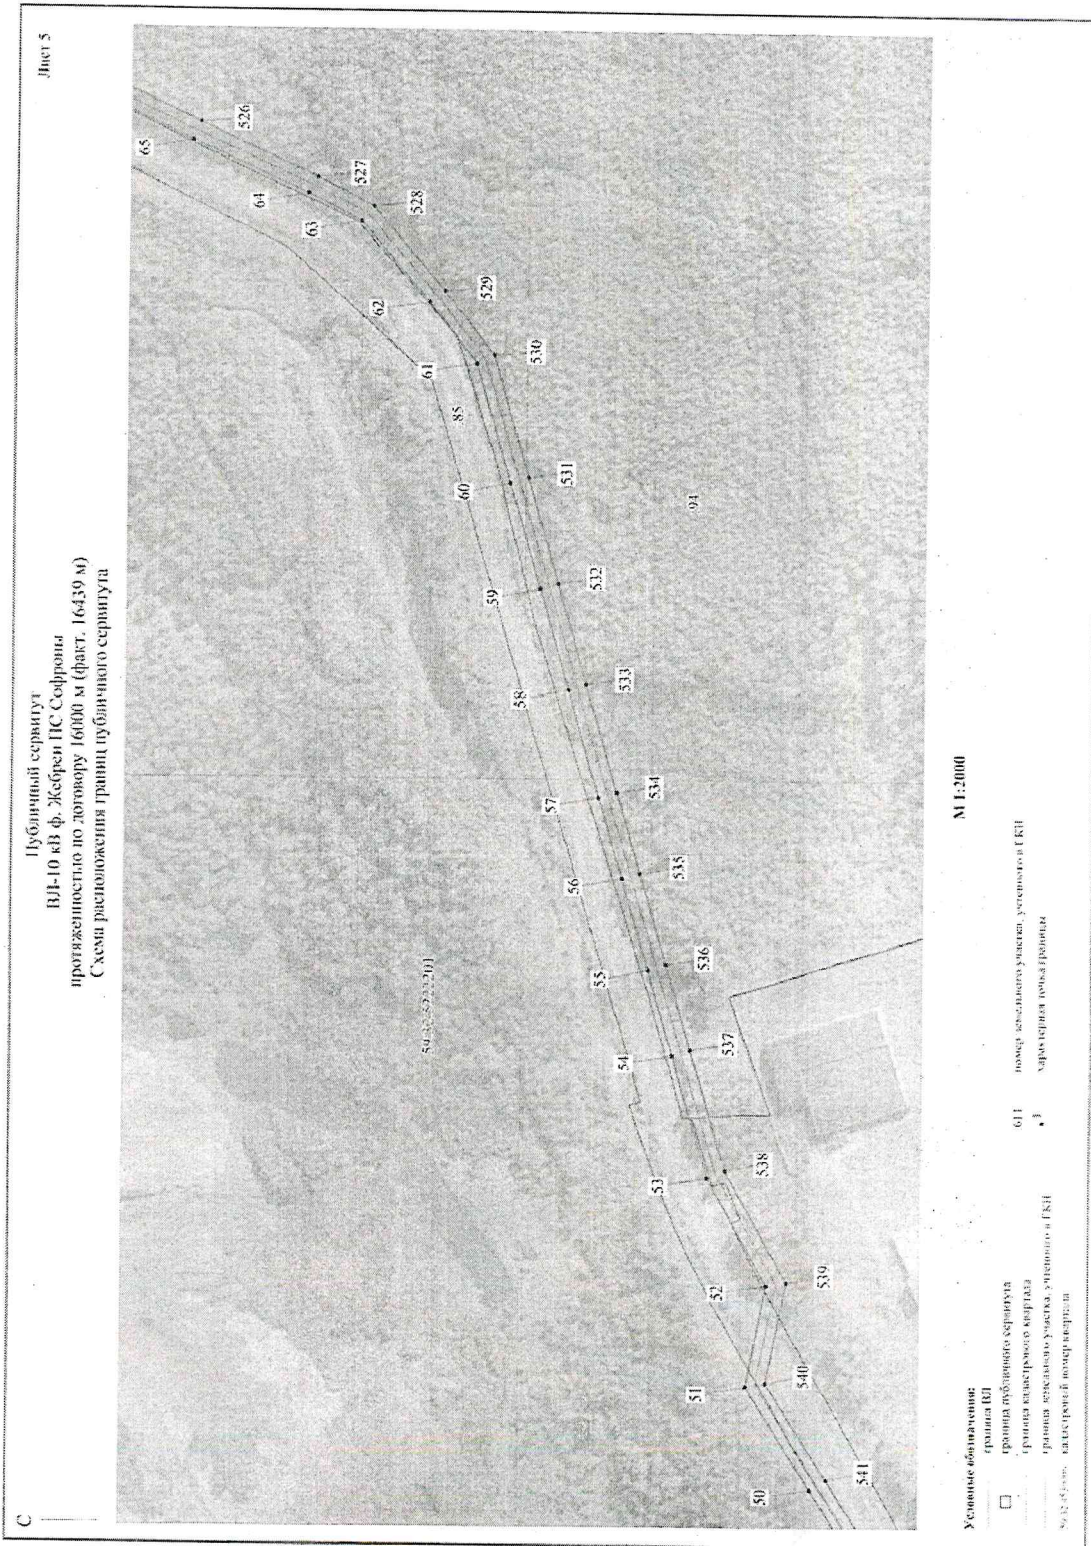 С
Лист 5
Публичный сервитут
ВЛ-10 кВ ф. Жебреи ПС Софроны
протяженностью по договору 16000 м (факт. 16439 м)
Схема расположения границ публичного сервитута
50
51
52
53
54
55
56
57
58
59
60
61
62
63
64
65
85
94
526
527
528
529
530
531
532
533
534
535
536
537
538
539
540
541
М 1:2000
Условные обозначения:
граница ВЛ
граница публичного сервитута
граница кадастрового квартала
граница земельного участка, учтенного в ГКН
кадастровый номер квартала
611 номер земельного участка, учтенного в ГКН
3 характерная точка границы